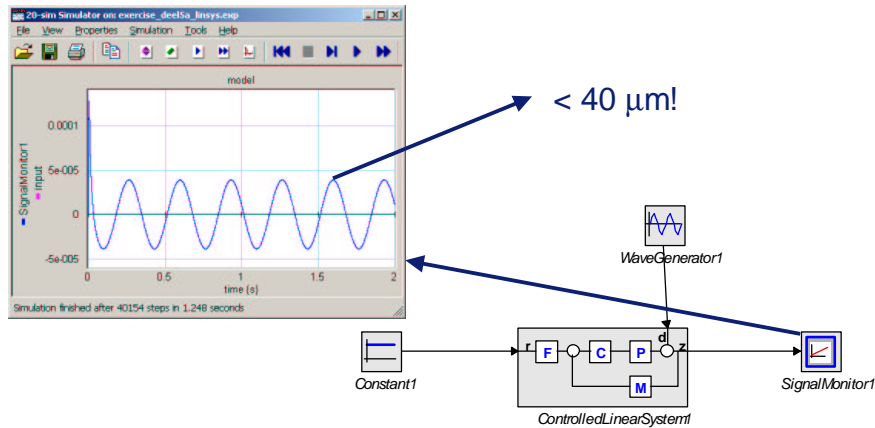 20-sim Simulator on: exercise_deel5a_linsys.exp
File View Properties Simulation Tools Help
model
SignalMonitor1
input
0.0001
5e-005
0
-5e-005
0 0.5 1 1.5 2
time {s}
Simulation finished after 40154 steps in 1.248 seconds
< 40 μm!
WaveGenerator1
Constant1
r F C P d z
M
ControlledLinearSystem1
SignalMonitor1